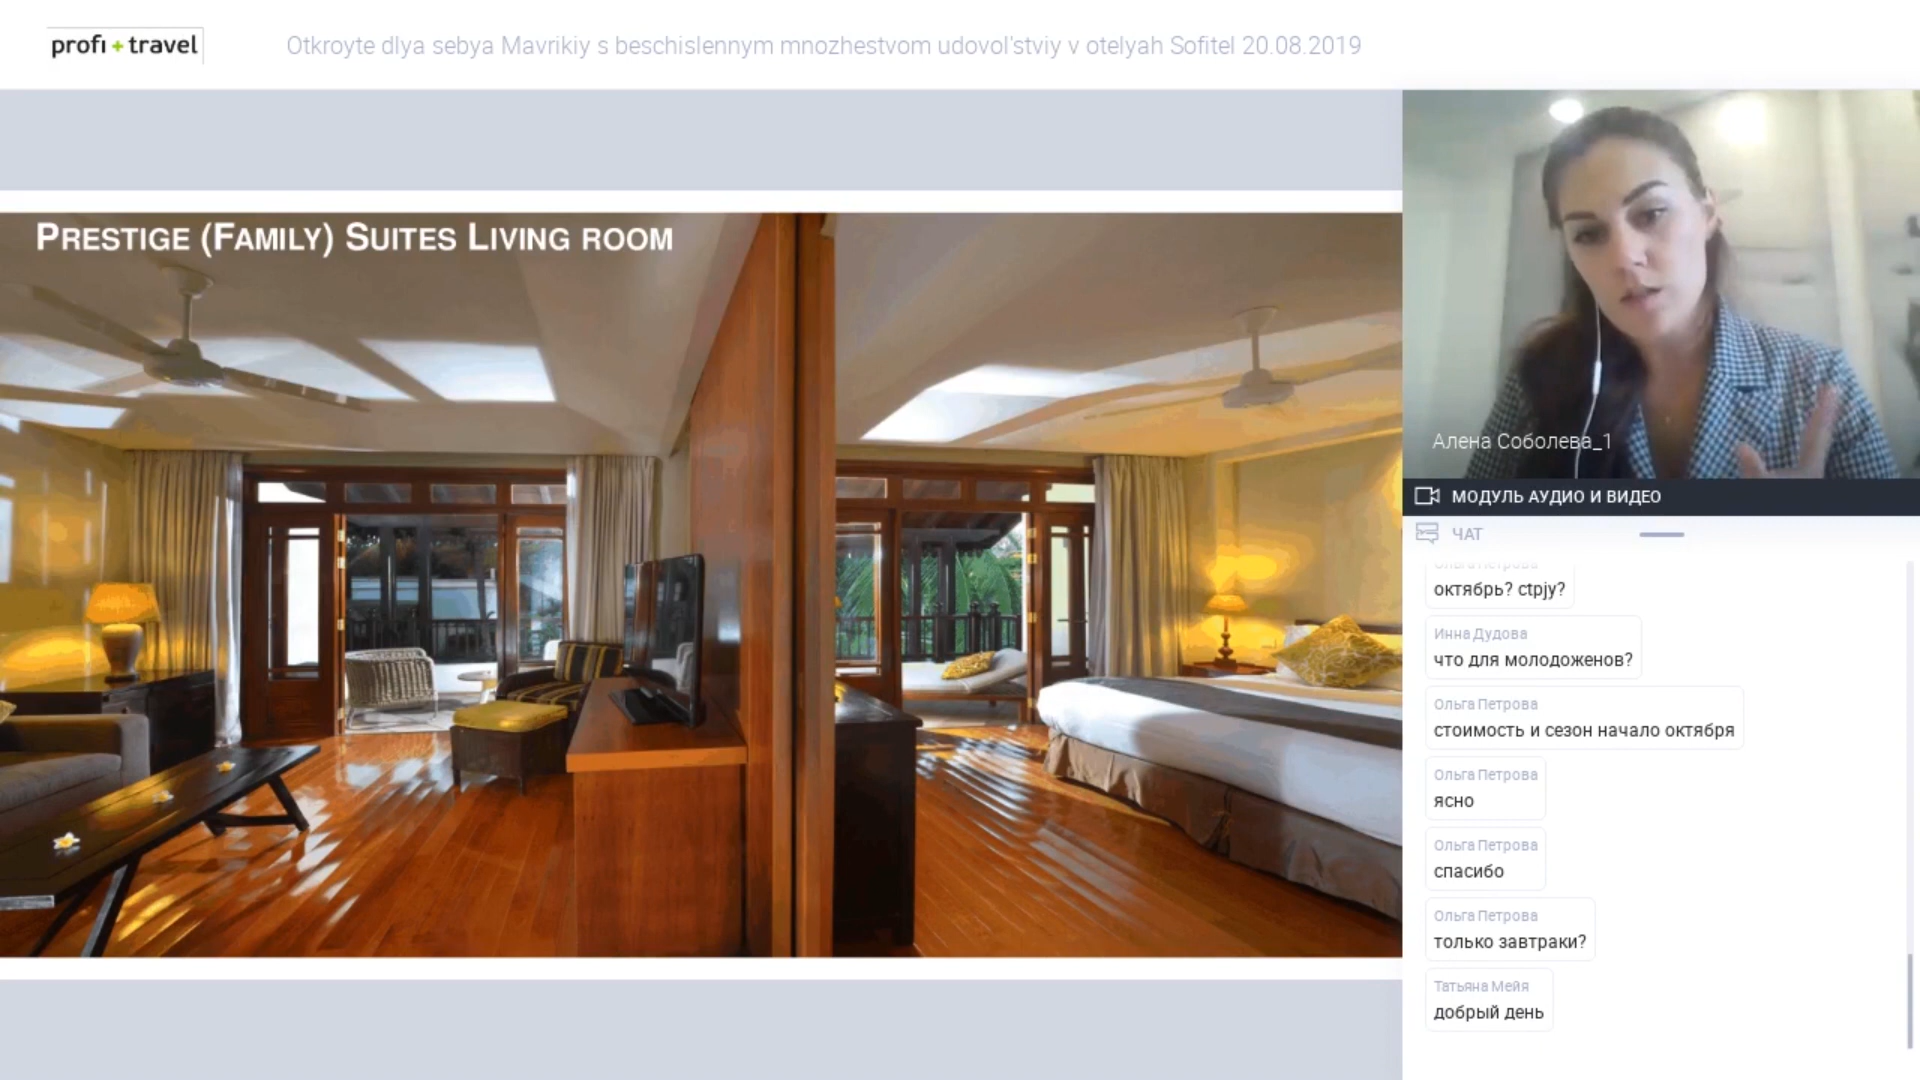 profi + travel
Otkroyte dlya sebya Mavrikiy s beschislennym mnozhestvom udovol'stviy v otelyah Sofitel 20.08.2019
PRESTIGE (FAMILY) SUITES LIVING ROOM
Алена Соболева_1
МОДУЛЬ АУДИО И ВИДЕО
ЧАТ
Ольга Петрова
октябрь? ctpjy?
Инна Дудова
что для молодоженов?
Ольга Петрова
стоимость и сезон начало октября
Ольга Петрова
ясно
Ольга Петрова
спасибо
Ольга Петрова
только завтраки?
Татьяна Мейя
добрый день